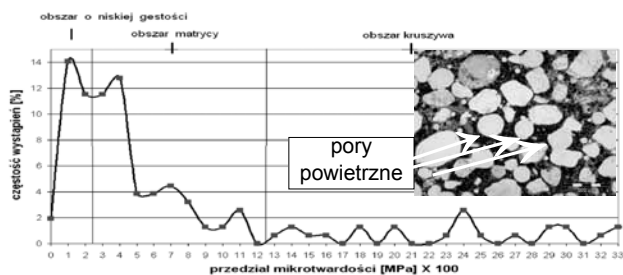 obszar o niskiej gestości
obszar matrycy
obszar kruszywa
częstość wystąpień [%]
14
12
10
8
6
4
2
0
pory
powietrzne
0 1 2 3 4 5 6 7 8 9 10 11 12 13 14 15 16 17 18 19 20 21 22 23 24 25 26 27 28 29 30 31 32 33
przedział mikrotwardości [MPa] X 100